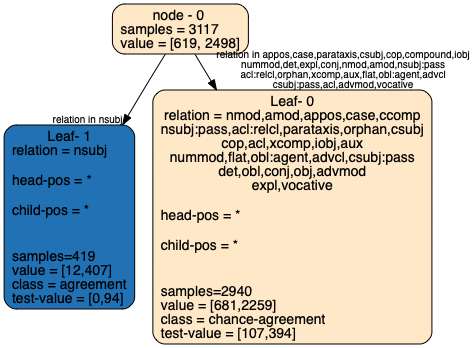 node - 0
samples = 3117
value = [619, 2498]
relation in appos,case,parataxis,csubj,cop,compound,iobj
nummod,det,expl,conj,nmod,amod,nsubj:pass
acl:relcl,orphan,xcomp,aux,flat,obl:agent,advcl
csubj:pass,acl,advmod,vocative
relation in nsubj
Leaf- 1
relation = nsubj
head-pos = *
child-pos = *
samples=419
value = [12,407]
class = agreement
test-value = [0,94]
Leaf- 0
relation = nmod,amod,appos,case,ccomp
nsubj:pass,acl:relcl,parataxis,orphan,csubj
cop,acl,xcomp,iobj,aux
nummod,flat,obl:agent,advcl,csubj:pass
det,obl,conj,obj,advmod
expl,vocative
head-pos = *
child-pos = *
samples=2940
value = [681,2259]
class = chance-agreement
test-value = [107,394]